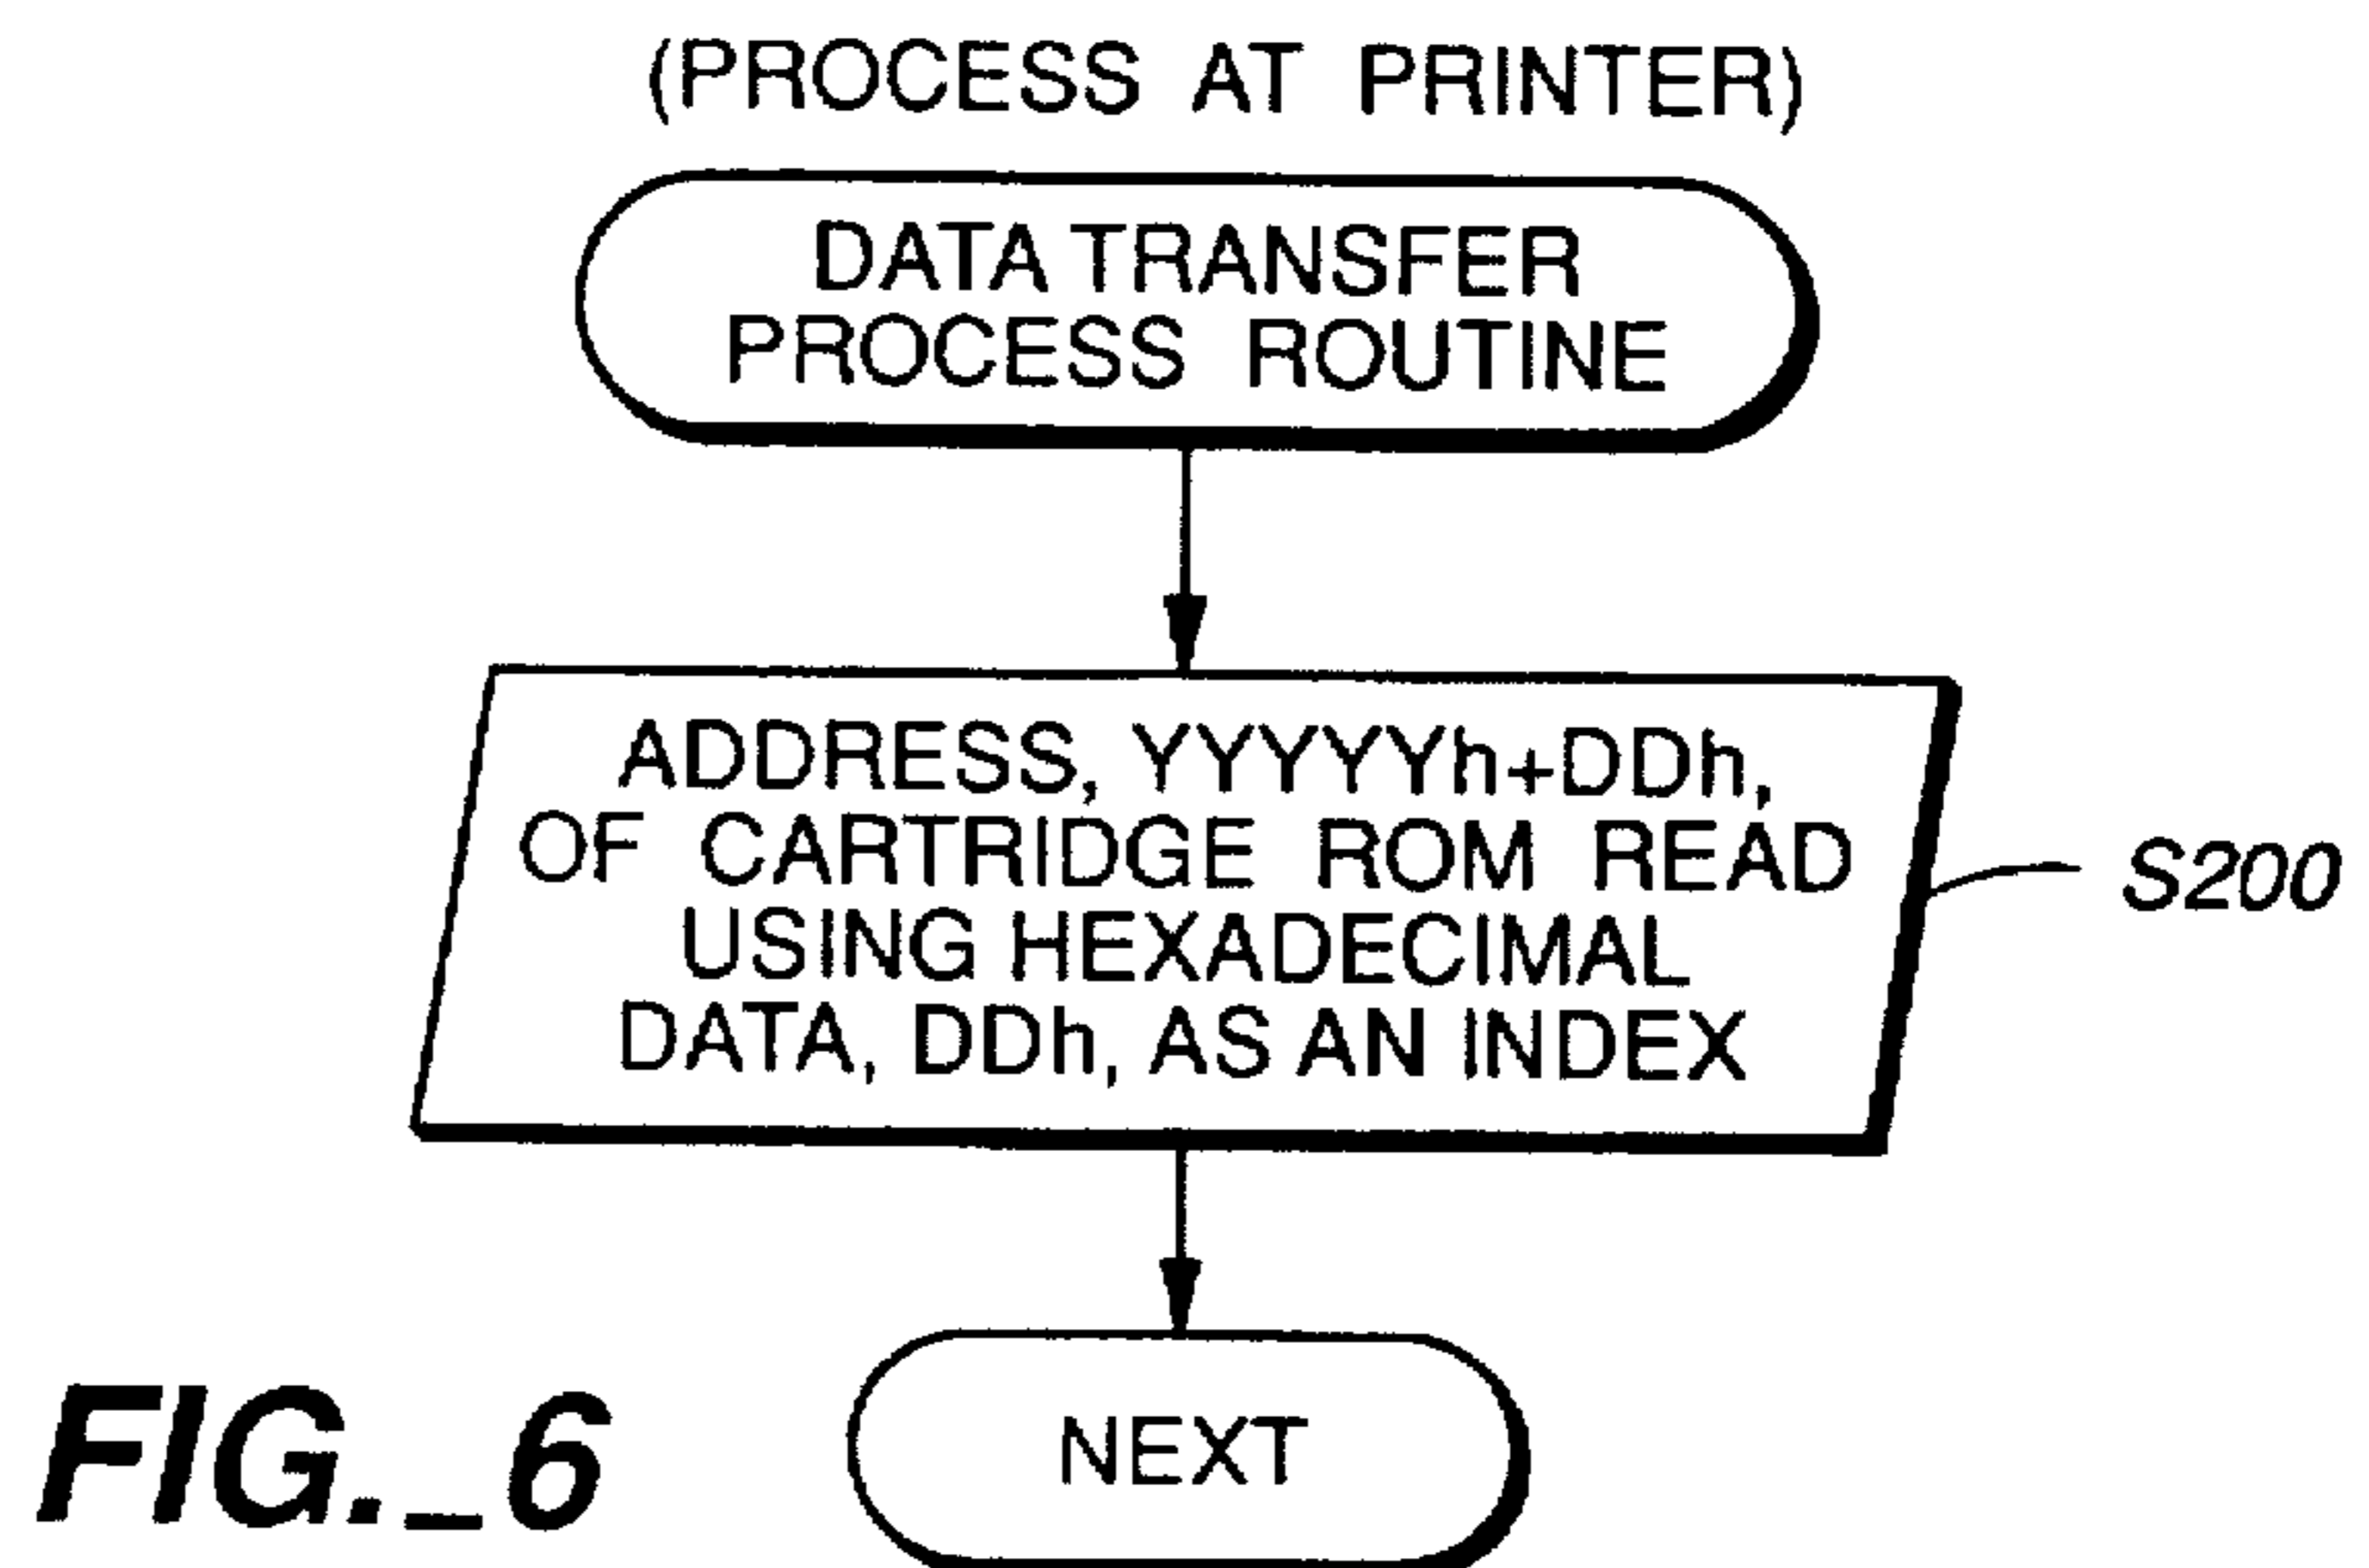 (PROCESS AT PRINTER)
DATA TRANSFER
PROCESS ROUTINE
ADDRESS, YYYYYh+DDh,
OF CARTRIDGE ROM READ
USING HEXADECIMAL
DATA, DDh, AS AN INDEX
S200
NEXT
FIG._6